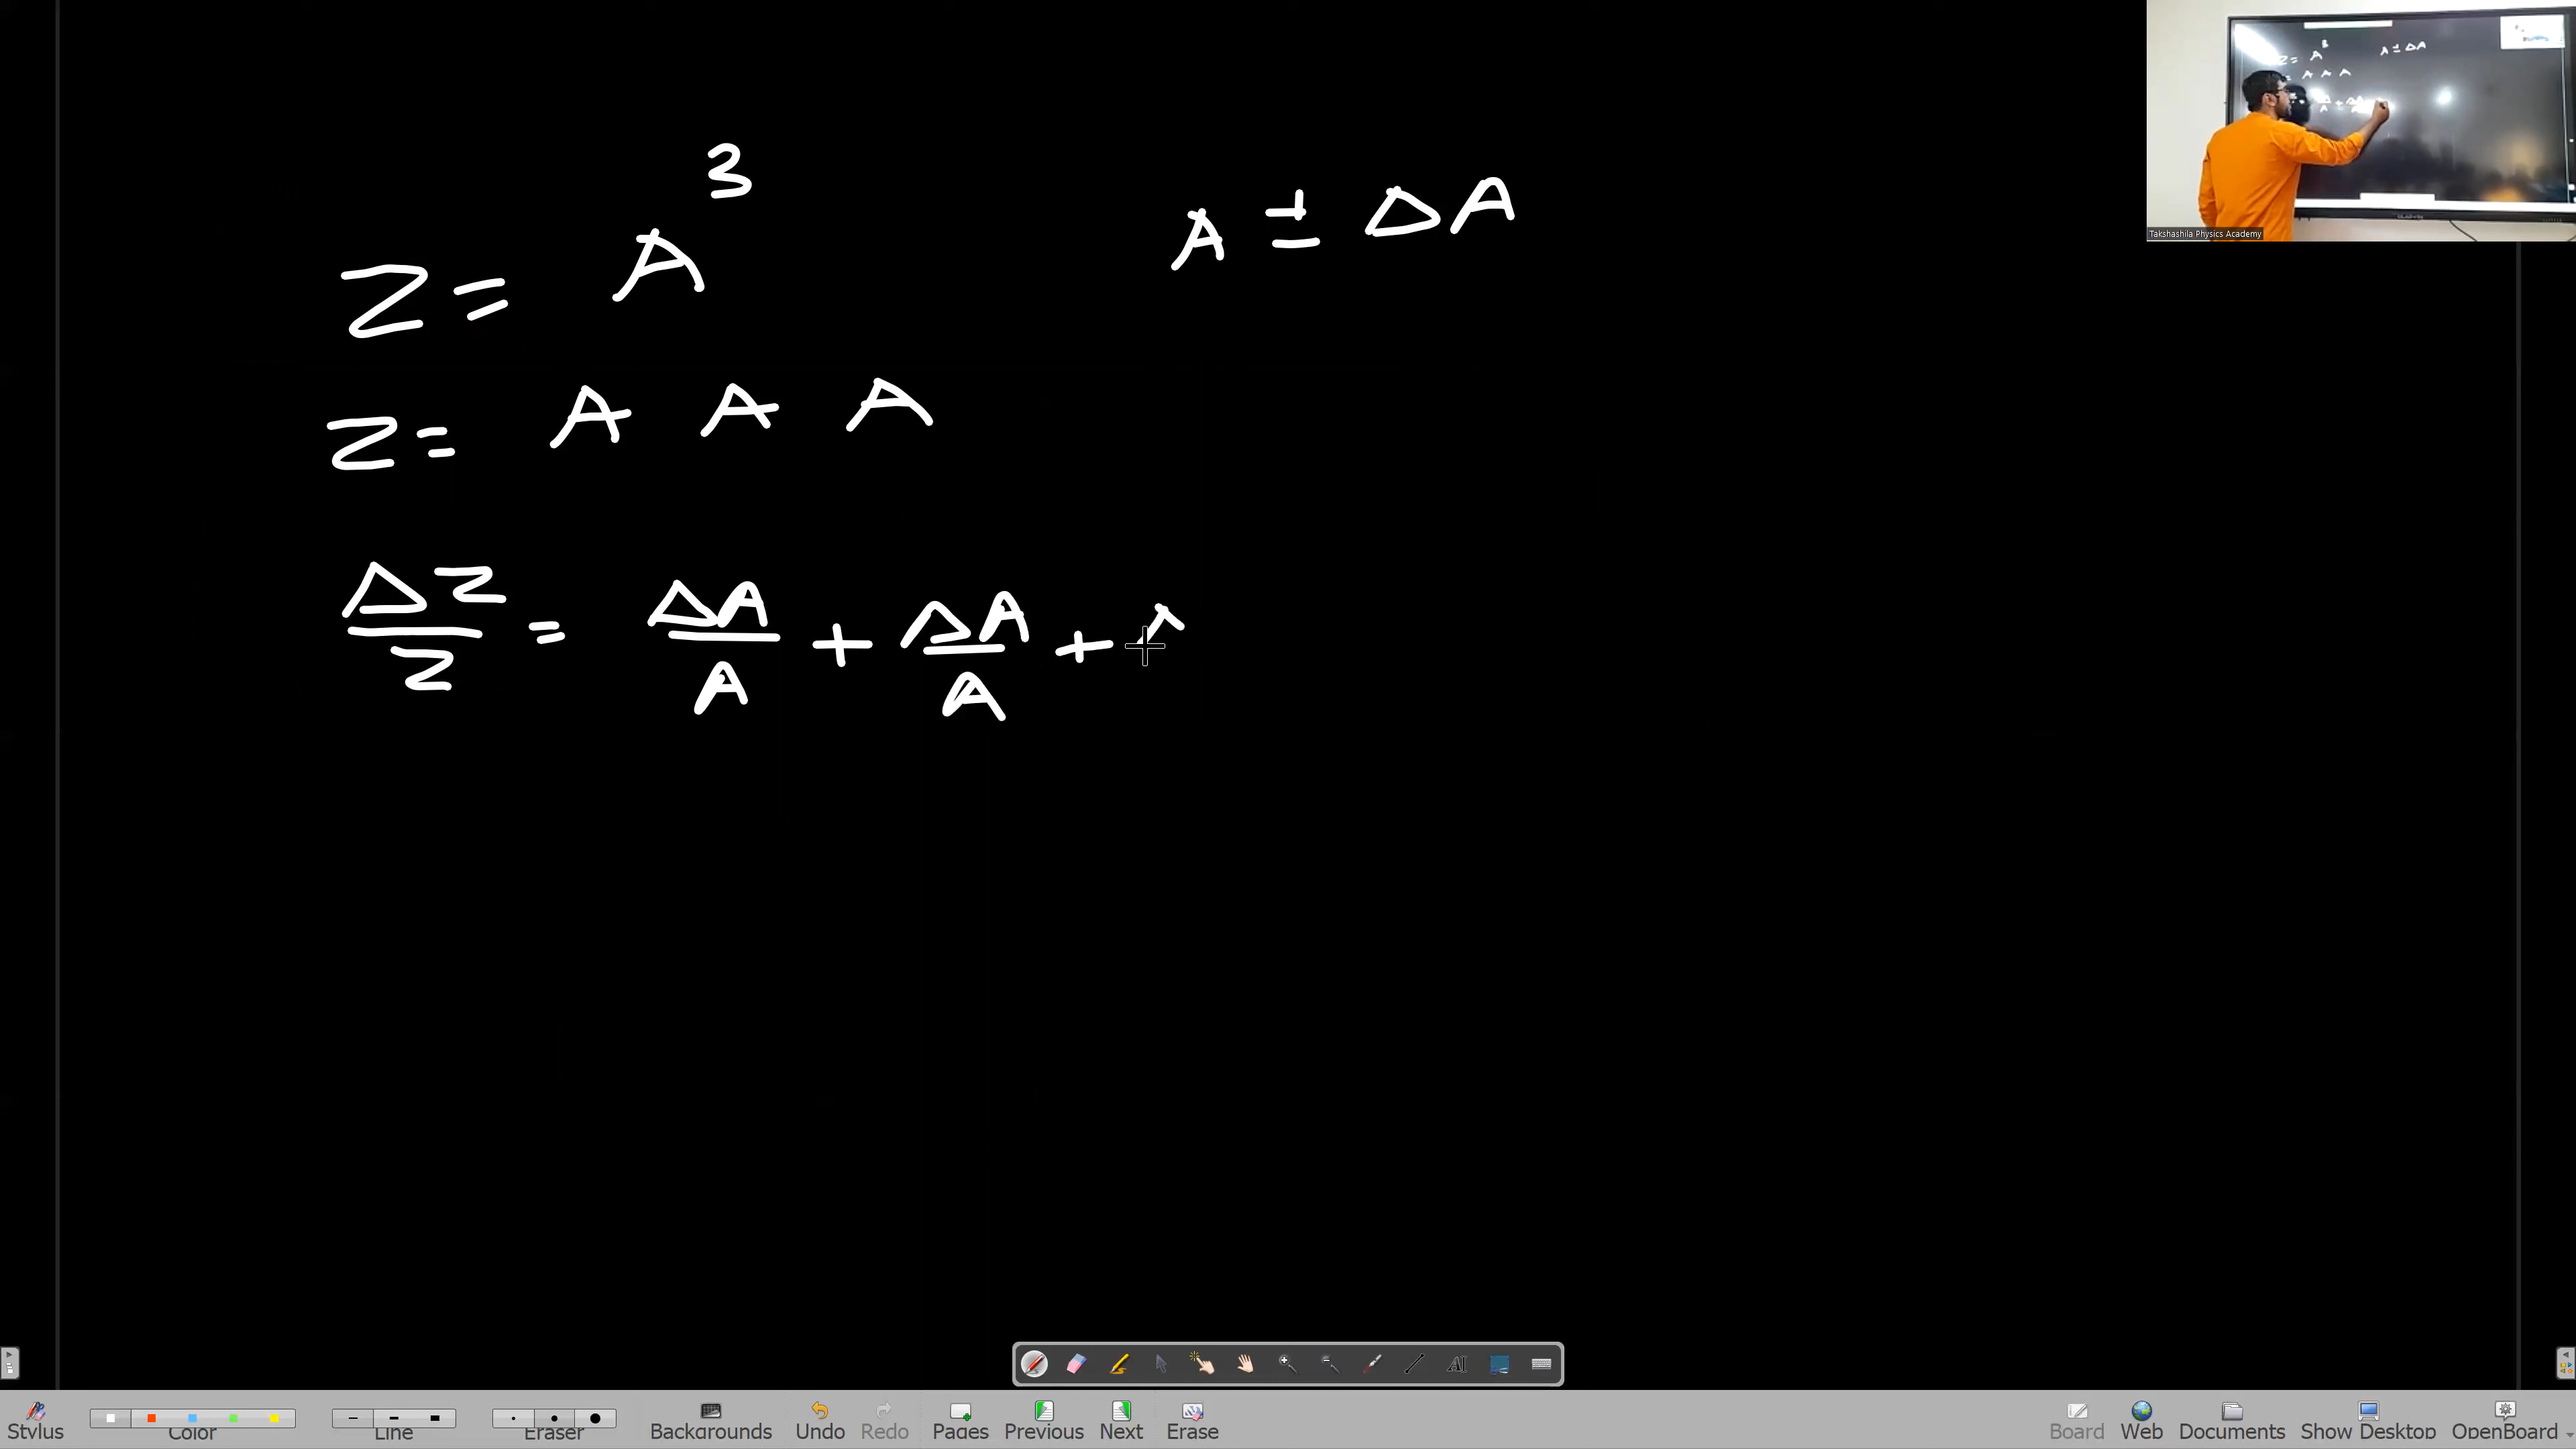 Z = A³
A ± ΔA
Z = A A A
ΔZ/Z = ΔA/A + ΔA/A +
Takshashila Physics Academy
Stylus Color Line Eraser Backgrounds Undo Redo Pages Previous Next Erase Board Web Documents Show Desktop OpenBoard